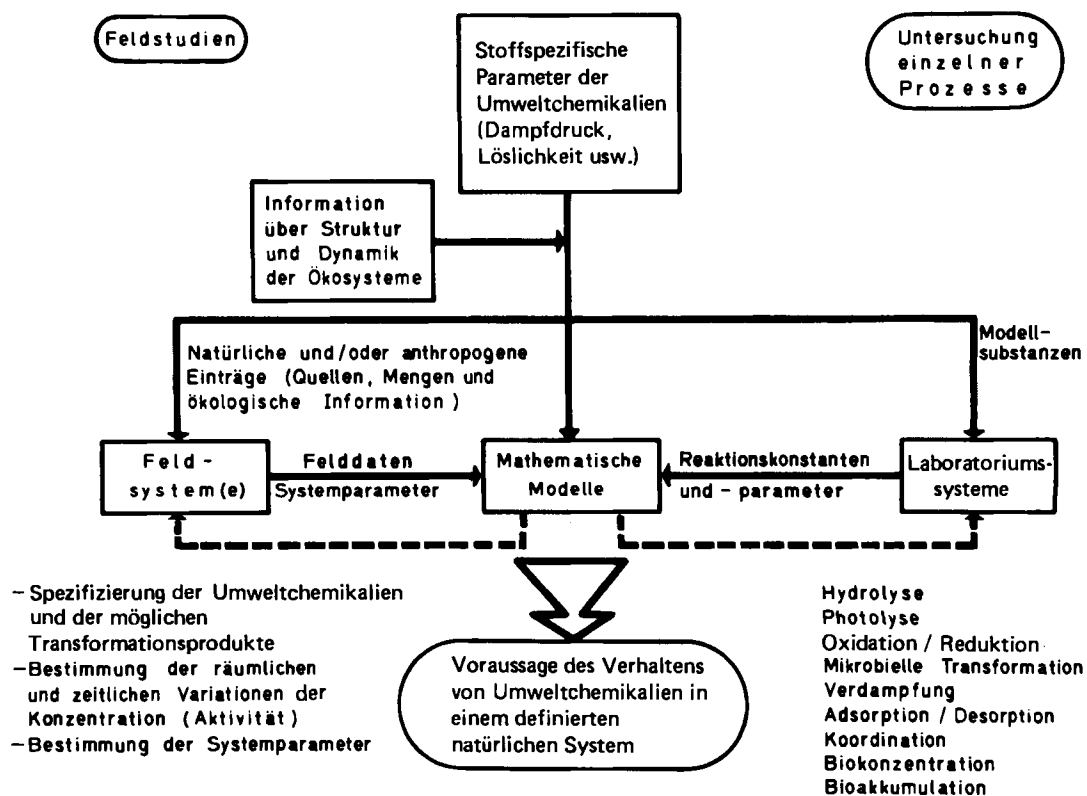 Feldstudien
Stoffspezifische
Parameter der
Umweltchemikalien
(Dampfdruck,
Löslichkeit usw.)
Untersuchung
einzelner
Prozesse
Information
über Struktur
und Dynamik
der Ökosysteme
Natürliche und/oder anthropogene
Einträge (Quellen, Mengen und
ökologische Information)
Modell-
substanzen
Feld-
system(e)
Felddaten
Systemparameter
Mathematische
Modelle
Reaktionskonstanten
und - parameter
Laboratoriums-
systeme
- Spezifizierung der Umweltchemikalien
und der möglichen
Transformationsprodukte
- Bestimmung der räumlichen
und zeitlichen Variationen der
Konzentration (Aktivität)
- Bestimmung der Systemparameter
Voraussage des Verhaltens
von Umweltchemikalien in
einem definierten
natürlichen System
Hydrolyse
Photolyse
Oxidation / Reduktion
Mikrobielle Transformation
Verdampfung
Adsorption / Desorption
Koordination
Biokonzentration
Bioakkumulation